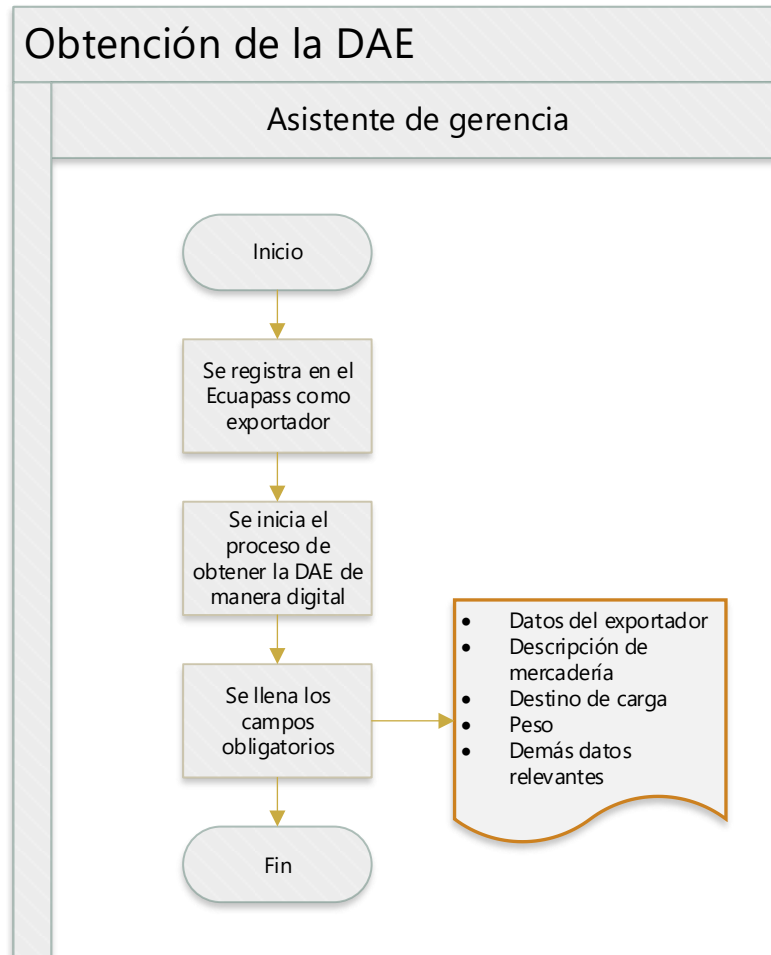 Obtención de la DAE
Asistente de gerencia
Inicio
Se registra en el
Ecuapass como
exportador
Se inicia el
proceso de
obtener la DAE de
manera digital
Se llena los
campos
obligatorios
• Datos del exportador
• Descripción de
mercadería
• Destino de carga
• Peso
• Demás datos
relevantes
Fin